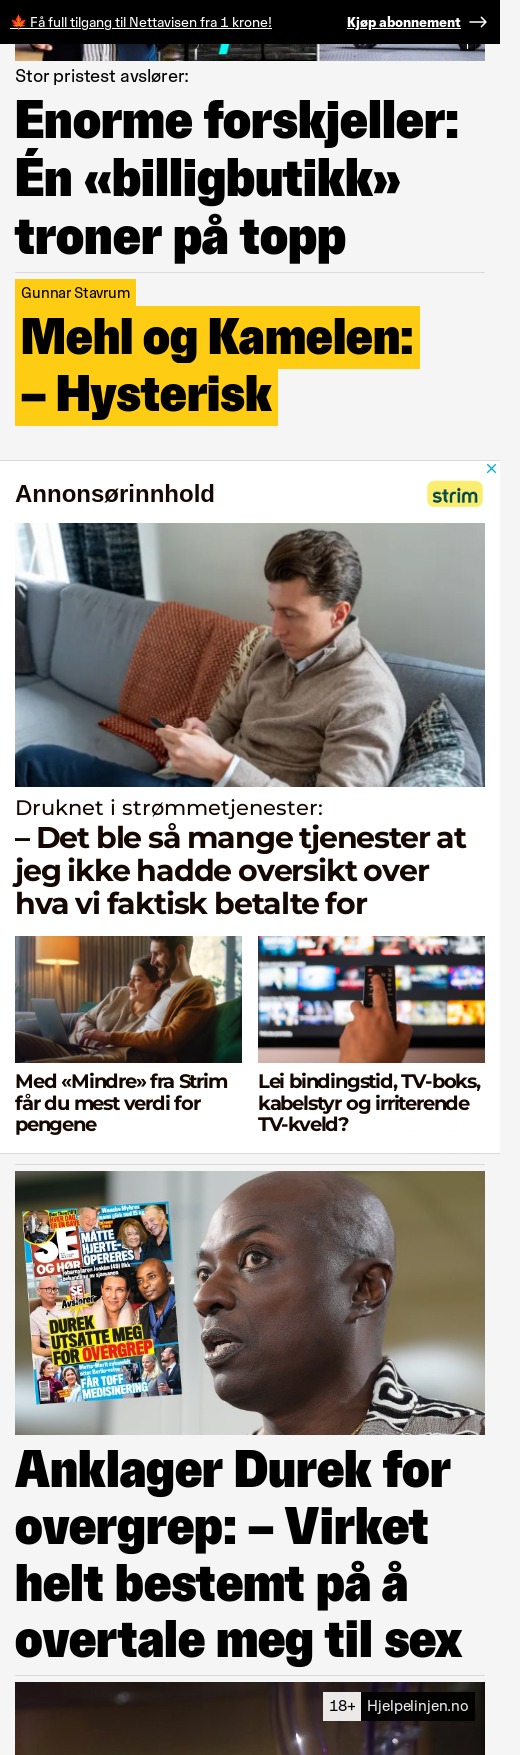 🍁 Få full tilgang til Nettavisen fra 1 krone!
Kjøp abonnement →
Stor pristest avslører:
Enorme forskjeller:
Én «billigbutikk»
troner på topp
Gunnar Stavrum
Mehl og Kamelen:
– Hysterisk
Annonsørinnhold
strim
Druknet i strømmetjenester:
– Det ble så mange tjenester at
jeg ikke hadde oversikt over
hva vi faktisk betalte for
Med «Mindre» fra Strim
får du mest verdi for
pengene
Lei bindingstid, TV-boks,
kabelstyr og irriterende
TV-kveld?
SE
OG HØR
MÄTTE
HJERTE-
OPERERES
SE
Avslører
DUREK
UTSATTE MEG
FOR OVERGREP
FÅR TØFF
MEDISINERING
Anklager Durek for
overgrep: – Virket
helt bestemt på å
overtale meg til sex
18+ Hjelpelinjen.no